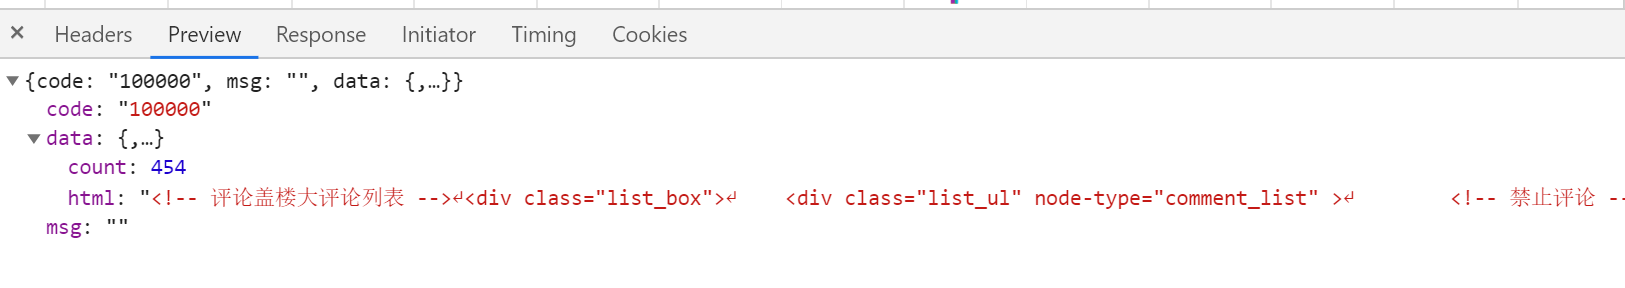 × Headers Preview Response Initiator Timing Cookies
▼{code: "100000", msg: "", data: {,…}}
code: "100000"
▼data: {,…}
count: 454
html: "<!-- 评论盖楼大评论列表 -->↵<div class="list_box">↵    <div class="list_ul" node-type="comment_list" >↵        <!-- 禁止评论 --
msg: ""